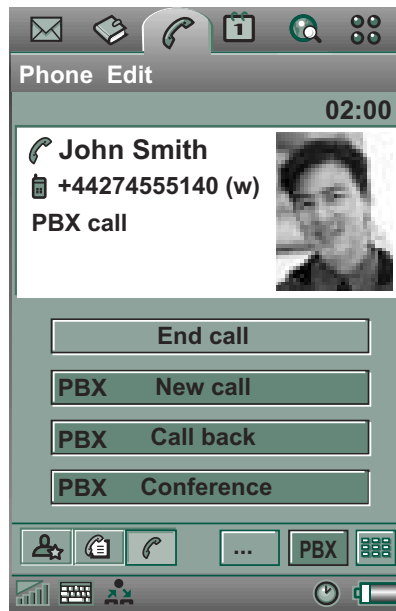 1
Phone Edit
02:00
John Smith
+44274555140 (w)
PBX call
End call
PBX New call
PBX Call back
PBX Conference
... PBX